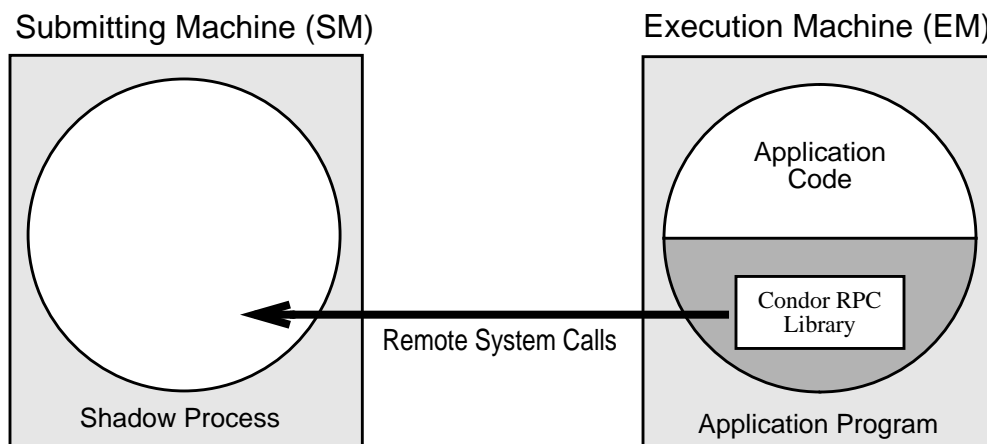 Submitting Machine (SM)
Execution Machine (EM)
Application
Code
Condor RPC
Library
Remote System Calls
Shadow Process
Application Program